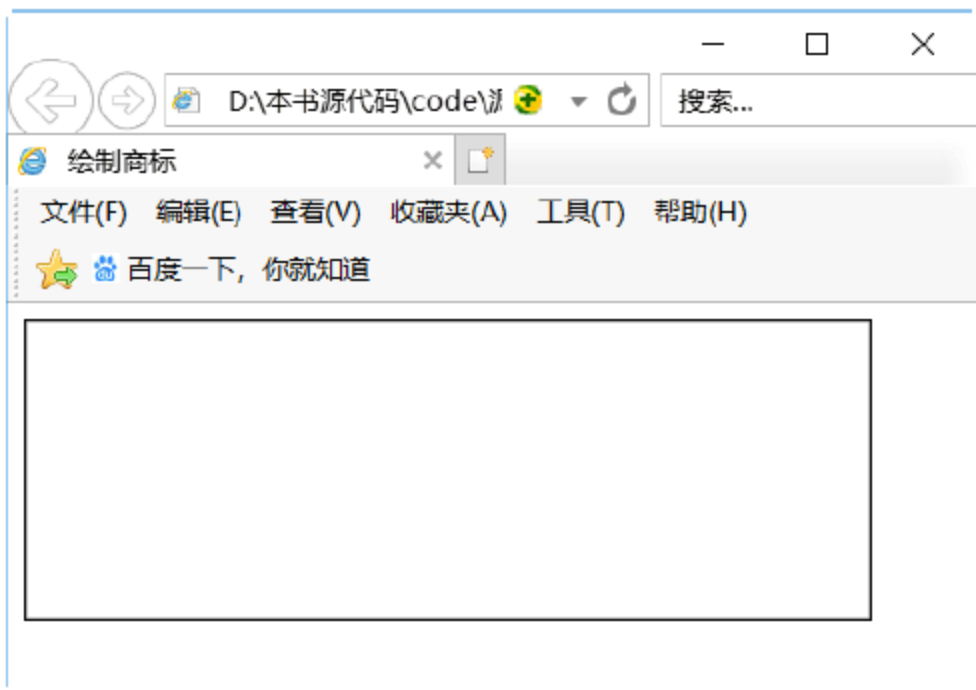 D:\本书源代码\code\ 搜索...
绘制商标
文件(F) 编辑(E) 查看(V) 收藏夹(A) 工具(T) 帮助(H)
百度一下，你就知道